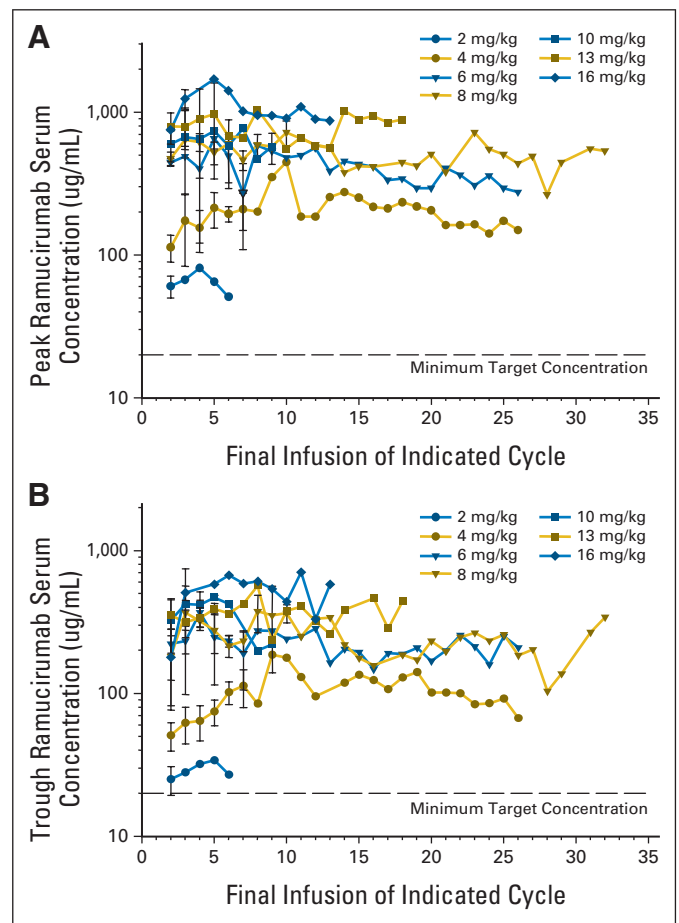 A
Peak Ramucirumab Serum
Concentration (ug/mL)
1,000
100
10
2 mg/kg
4 mg/kg
6 mg/kg
8 mg/kg
10 mg/kg
13 mg/kg
16 mg/kg
Minimum Target Concentration
0 5 10 15 20 25 30 35
Final Infusion of Indicated Cycle
B
Trough Ramucirumab Serum
Concentration (ug/mL)
1,000
100
10
2 mg/kg
4 mg/kg
6 mg/kg
8 mg/kg
10 mg/kg
13 mg/kg
16 mg/kg
Minimum Target Concentration
0 5 10 15 20 25 30 35
Final Infusion of Indicated Cycle